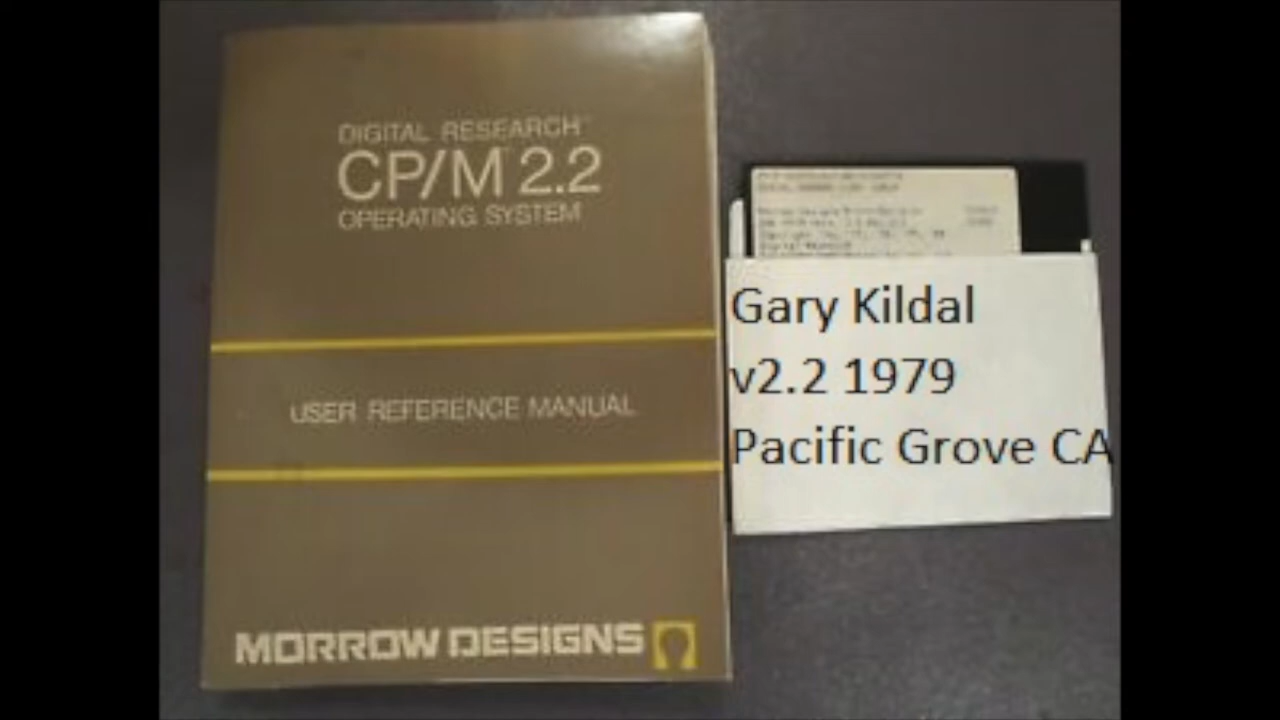 DIGITAL RESEARCH™
CP/M 2.2
OPERATING SYSTEM
USER REFERENCE MANUAL
MORROW DESIGNS
Gary Kildal
v2.2 1979
Pacific Grove CA